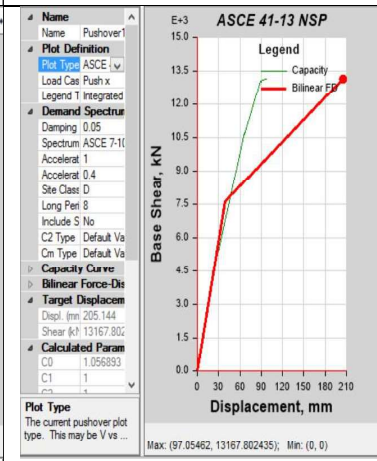 Name
Name Pushover1
Plot Definition
Plot Type ASCE
Load Cas Push x
Legend T Integrated
Demand Spectrum
Damping 0.05
Spectrum ASCE 7-10
Accelerat 1
Accelerat 0.4
Site Class D
Long Peri 8
Include S No
C2 Type Default Va
Cm Type Default Va
Capacity Curve
Bilinear Force-Dis
Target Displacem
Displ. (mm 205.144
Shear (kN 13167.802
Calculated Param
C0 1.056893
C1 1
Plot Type
The current pushover plot
type. This may be V vs ...
E+3 ASCE 41-13 NSP
Legend
Capacity
Bilinear FD
Base Shear, kN
15.0
13.5
12.0
10.5
9.0
7.5
6.0
4.5
3.0
1.5
0.0
0 30 60 90 120 150 180 210
Displacement, mm
Max: (97.05462, 13167.802435); Min: (0, 0)